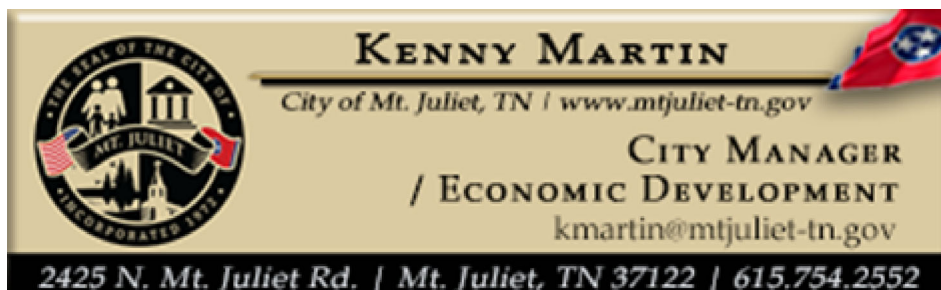 KENNY MARTIN
City of Mt. Juliet, TN / www.mtjuliet-tn.gov
CITY MANAGER
/ ECONOMIC DEVELOPMENT
kmartin@mtjuliet-tn.gov
THE SEAL OF THE CITY OF
MT. JULIET
INCORPORATED 1972
2425 N. Mt. Juliet Rd. | Mt. Juliet, TN 37122 | 615.754.2552